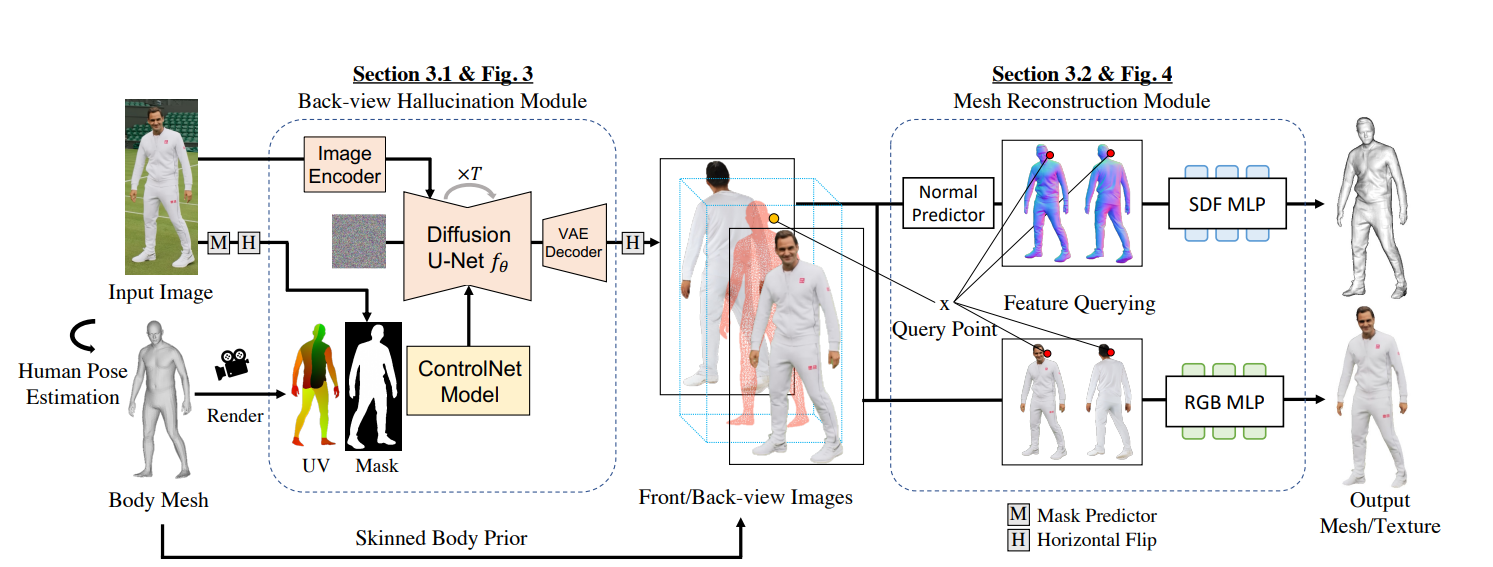 Section 3.1 & Fig. 3
Back-view Hallucination Module
Section 3.2 & Fig. 4
Mesh Reconstruction Module
Image
Encoder
×T
Diffusion
U-Net fθ
VAE
Decoder
H
M
H
Input Image
Human Pose
Estimation
Render
Body Mesh
UV
Mask
ControlNet
Model
Skinned Body Prior
Front/Back-view Images
Normal
Predictor
SDF MLP
x
Query Point
Feature Querying
RGB MLP
Output
Mesh/Texture
M Mask Predictor
H Horizontal Flip